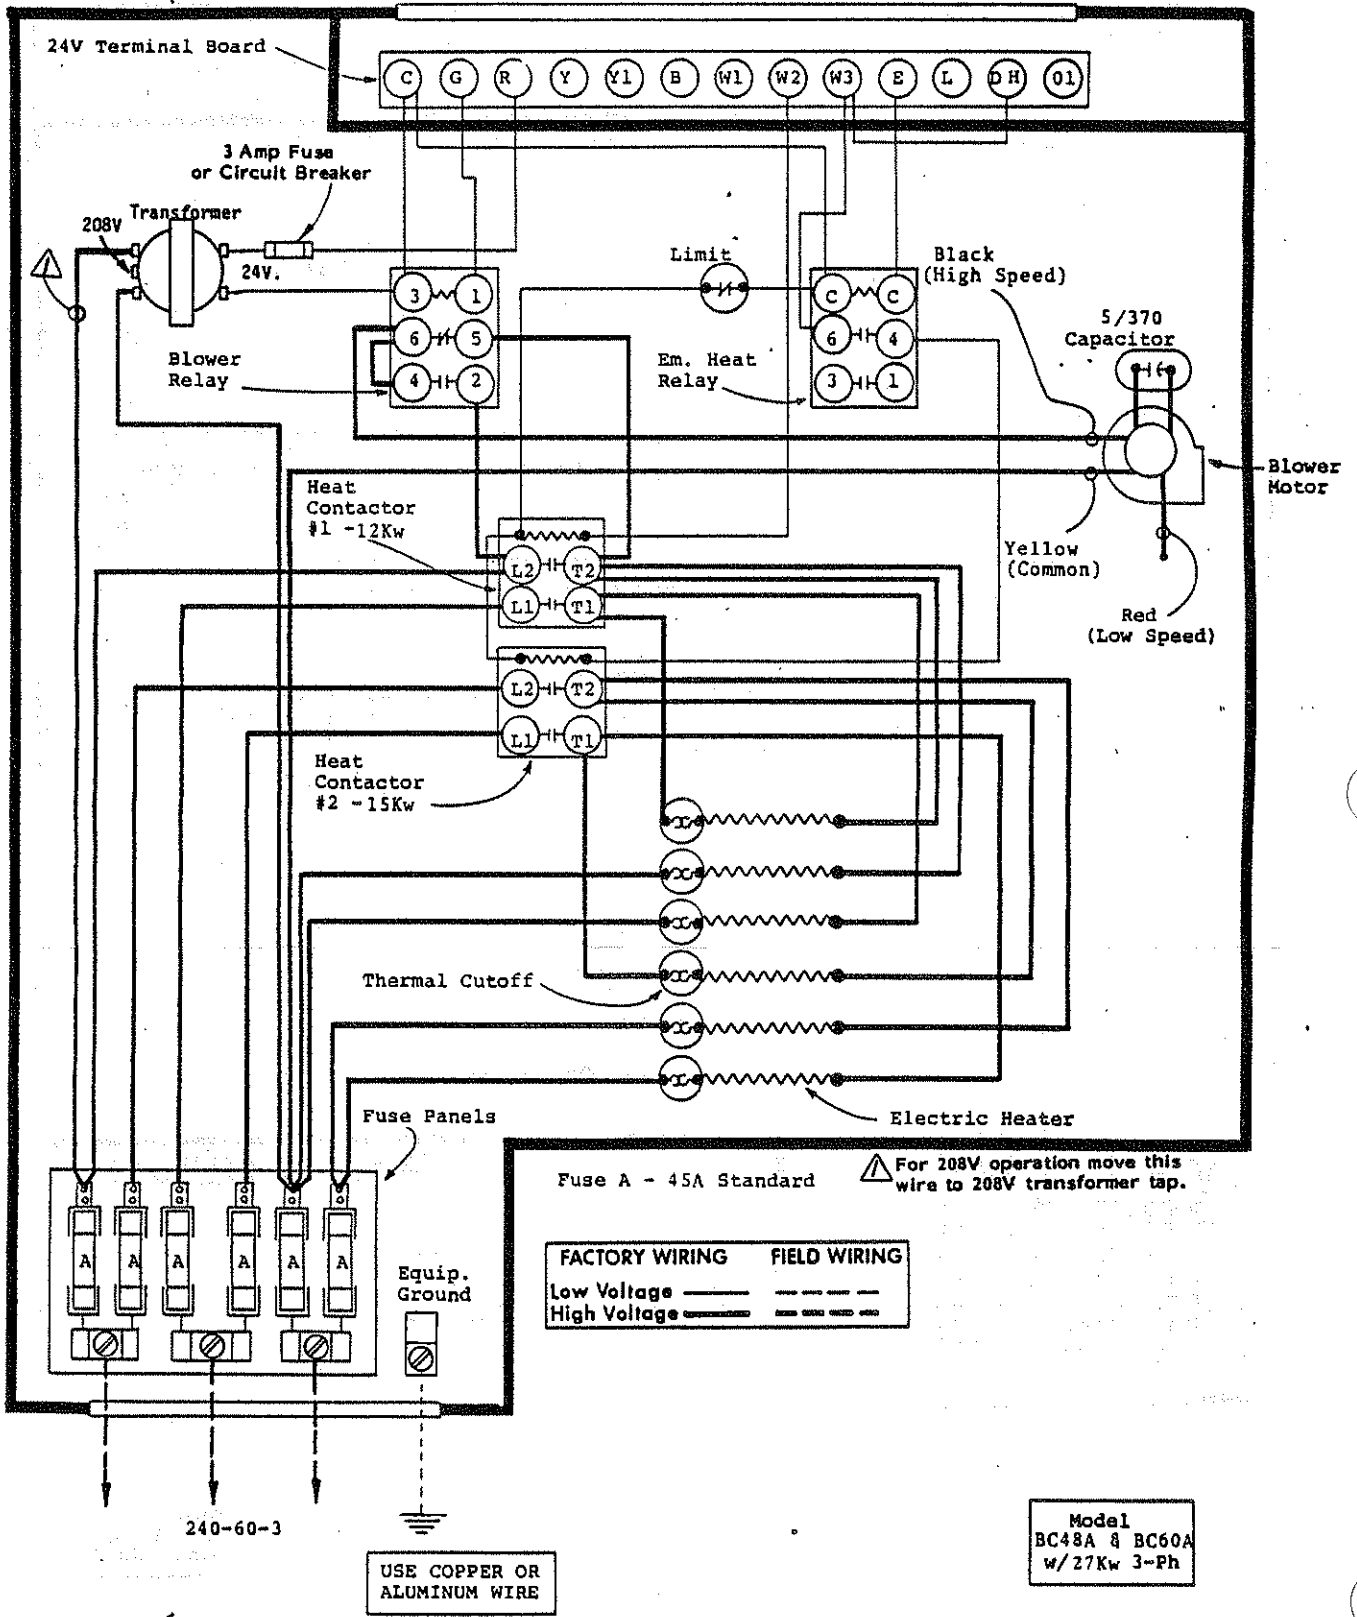 24V Terminal Board
C G R Y Y1 B W1 W2 W3 E L DH O1
3 Amp Fuse
or Circuit Breaker
Transformer
208V
24V.
Limit
Black
(High Speed)
5/370
Capacitor
3 1
6 5
4 2
C C
6 4
3 1
Blower
Relay
Em. Heat
Relay
Blower
Motor
Heat
Contactor
#1 -12Kw
L2 T2
L1 T1
Yellow
(Common)
Red
(Low Speed)
L2 T2
L1 T1
Heat
Contactor
#2 -15Kw
Thermal Cutoff
Fuse Panels
Electric Heater
Fuse A - 45A Standard
For 208V operation move this
wire to 208V transformer tap.
A A A A A A
Equip.
Ground
FACTORY WIRING FIELD WIRING
Low Voltage
High Voltage
240-60-3
USE COPPER OR
ALUMINUM WIRE
Model
BC48A & BC60A
w/27Kw 3-Ph